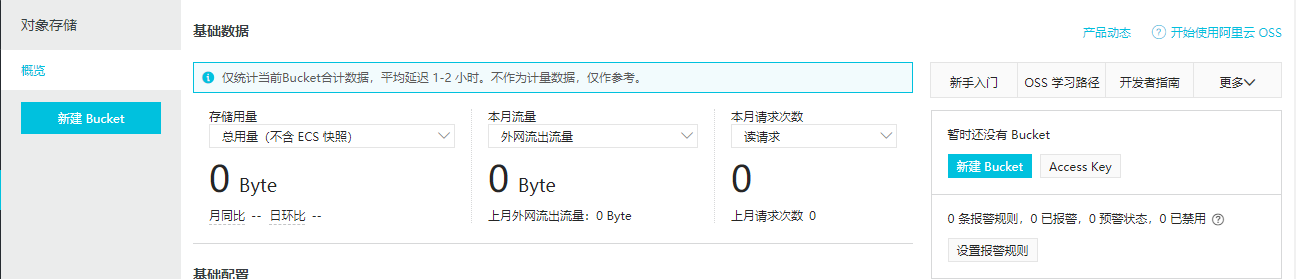 对象存储
概览
新建 Bucket
基础数据
产品动态 开始使用阿里云 OSS
仅统计当前Bucket合计数据，平均延迟 1-2 小时。不作为计量数据，仅作参考。
存储用量 本月流量 本月请求次数
总用量（不含 ECS 快照） 外网流出流量 读请求
0 Byte 0 Byte 0
月同比 -- 日环比 -- 上月外网流出流量：0 Byte 上月请求次数 0
基础配置
新手入门 OSS 学习路径 开发者指南 更多
暂时还没有 Bucket
新建 Bucket Access Key
0 条报警规则，0 已报警，0 预警状态，0 已禁用
设置报警规则